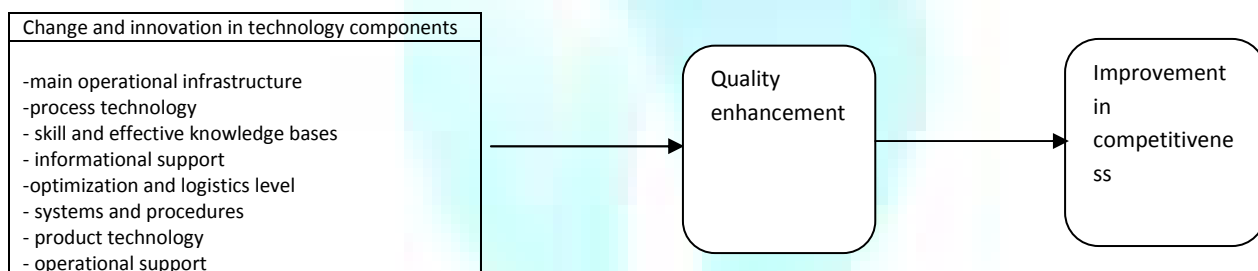 Change and innovation in technology components
-main operational infrastructure
-process technology
- skill and effective knowledge bases
- informational support
-optimization and logistics level
- systems and procedures
- product technology
- operational support
Quality
enhancement
Improvement
in
competitivene
ss